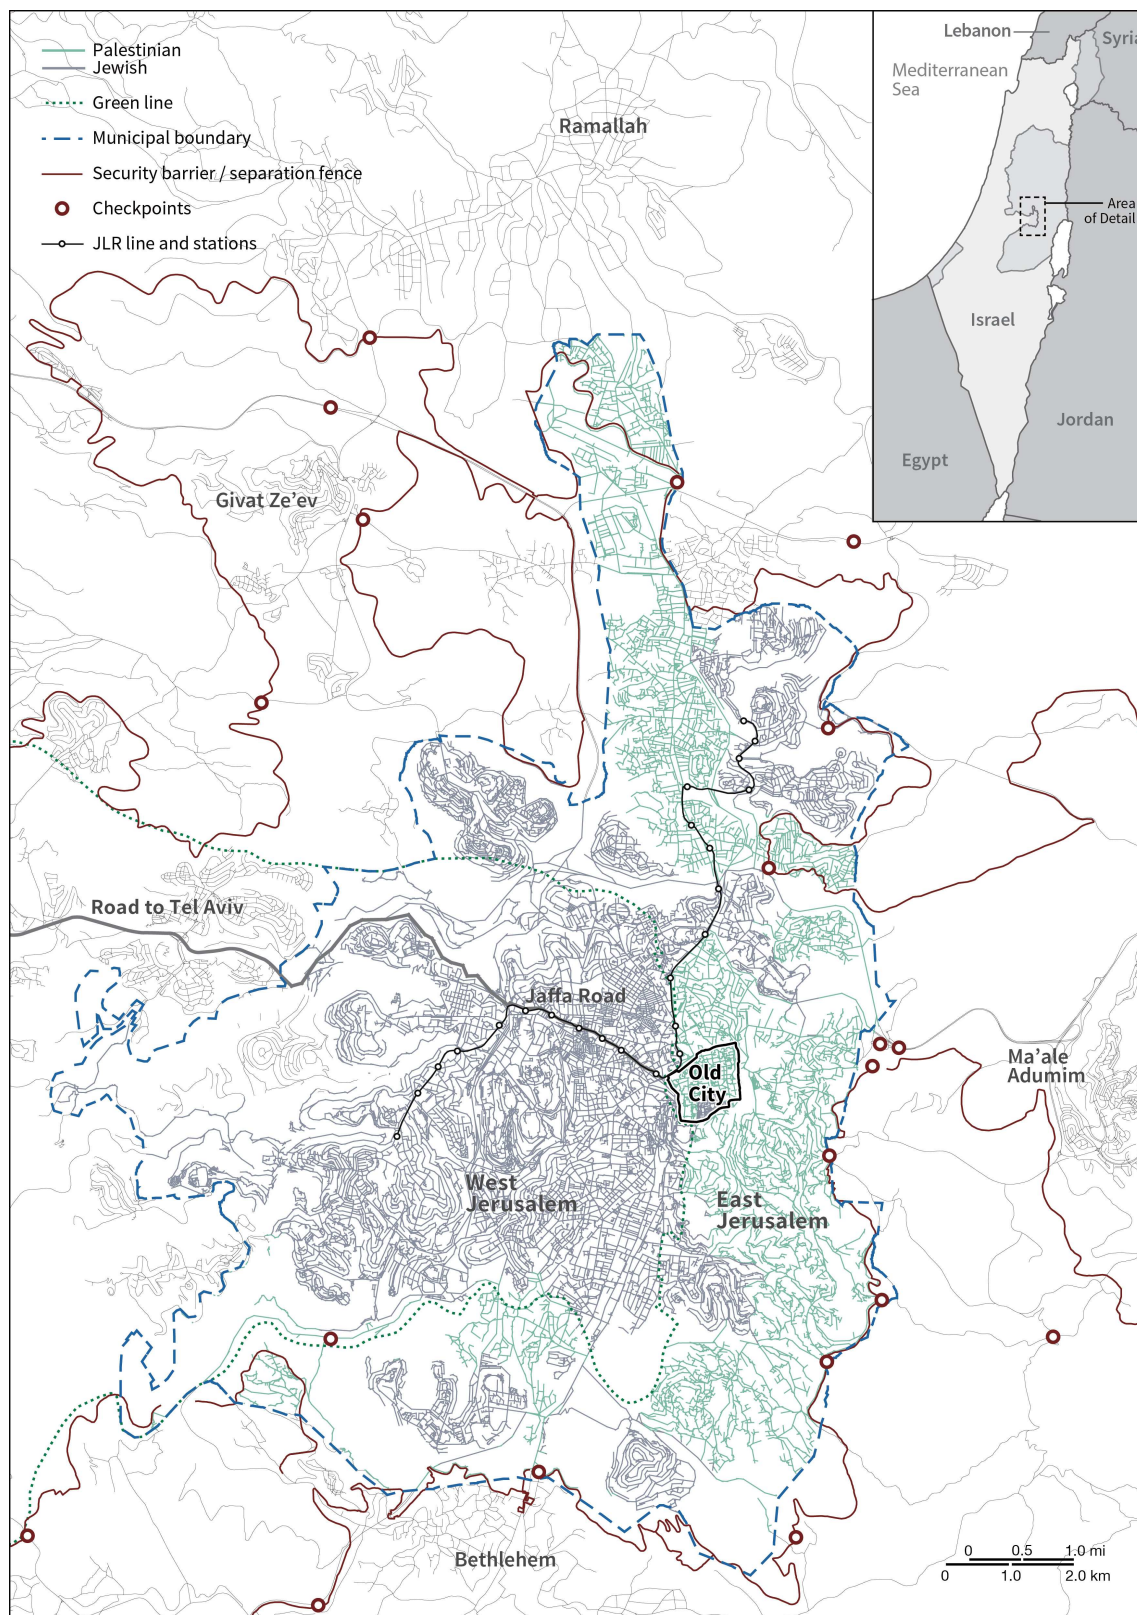 Palestinian
Jewish
Green line
Municipal boundary
Security barrier / separation fence
Checkpoints
JLR line and stations
Ramallah
Lebanon
Syria
Mediterranean
Sea
Area
of Detail
Israel
Jordan
Egypt
Givat Ze’ev
Road to Tel Aviv
Jaffa Road
Old
City
Ma’ale
Adumim
West
Jerusalem
East
Jerusalem
Bethlehem
0 0.5 1.0 mi
0 1.0 2.0 km